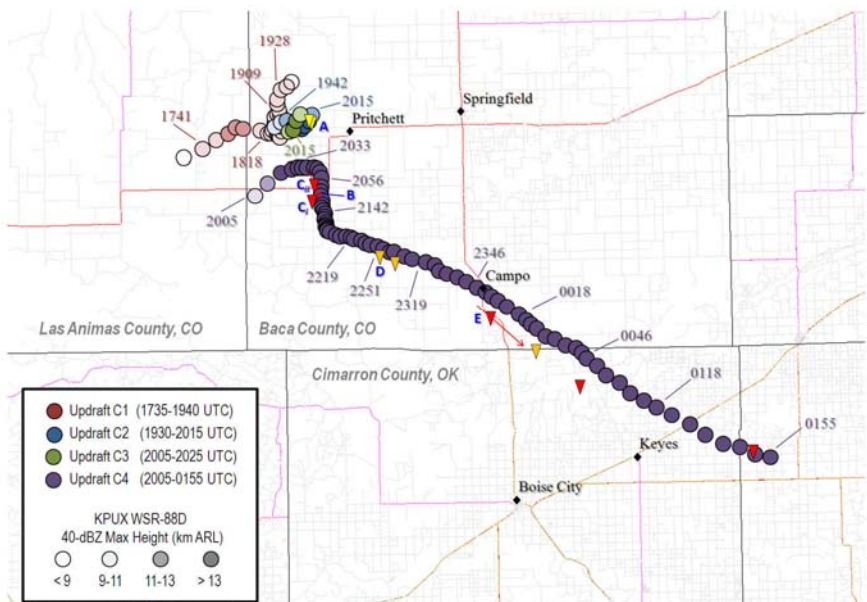 1928
1909
1942
2015
Springfield
1741
A
Pritchett
1818
2015
2033
2056
B
2005
2142
2219
2251
D
2319
2346
Campo
0018
E
0046
Las Animas County, CO
Baca County, CO
Cimarron County, OK
0118
0155
Keyes
Boise City
Updraft C1 (1735-1940 UTC)
Updraft C2 (1930-2015 UTC)
Updraft C3 (2005-2025 UTC)
Updraft C4 (2005-0155 UTC)
KPUX WSR-88D
40-dBZ Max Height (km ARL)
< 9 9-11 11-13 > 13